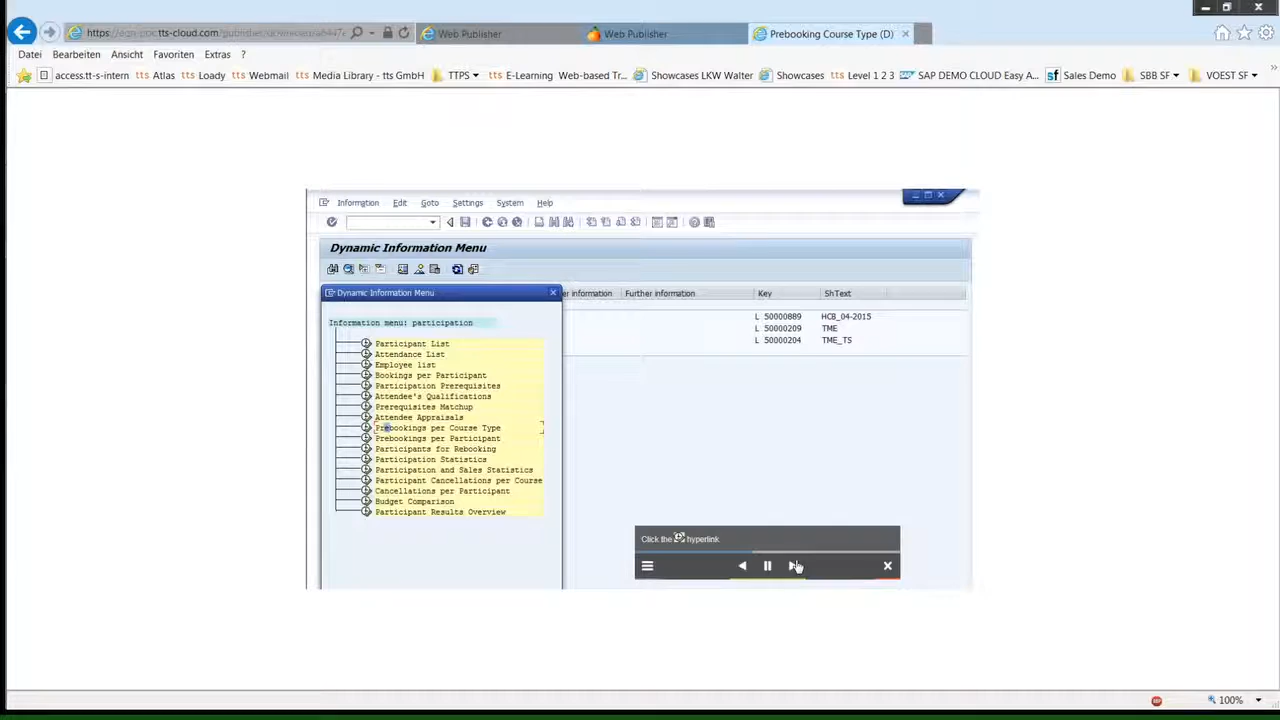 https://
tts-cloud.com
Web Publisher
Web Publisher
Prebooking Course Type (D)
Datei Bearbeiten Ansicht Favoriten Extras ?
access.tt-s-intern tts Atlas tts Loady tts Webmail tts Media Library - tts GmbH TTPS tts E-Learning Web-based Tr... Showcases LKW Walter Showcases tts Level 1 2 3 SAP DEMO CLOUD Easy A... sf Sales Demo SBB SF VOEST SF
Information Edit Goto Settings System Help
Dynamic Information Menu
Dynamic Information Menu
er information Further information Key ShText
Information menu: participation
L 50000889 HCB_04-2015
L 50000209 TME
L 50000204 TME_TS
Participant List
Attendance List
Employee list
Bookings per Participant
Participation Prerequisites
Attendee's Qualifications
Prerequisites Matchup
Attendee Appraisals
Prebookings per Course Type
Prebookings per Participant
Participants for Rebooking
Participation Statistics
Participation and Sales Statistics
Participant Cancellations per Course
Cancellations per Participant
Budget Comparison
Participant Results Overview
Click the hyperlink
100%